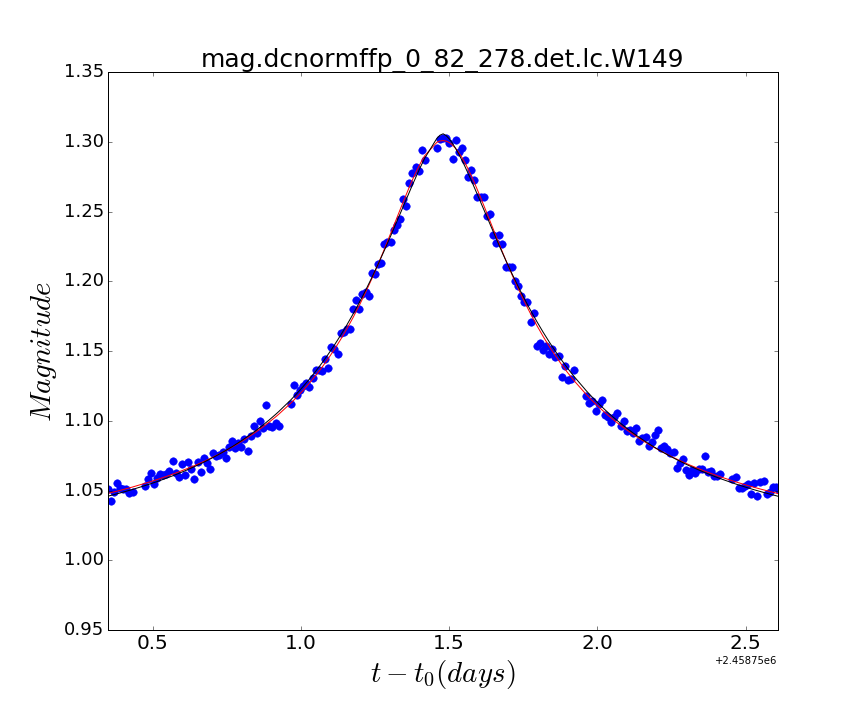 mag.dcnormffp_0_82_278.det.lc.W149
1.35
1.30
1.25
1.20
1.15
1.10
1.05
1.00
0.95
Magnitude
0.5 1.0 1.5 2.0 2.5
+2.45875e6
t − t₀(days)